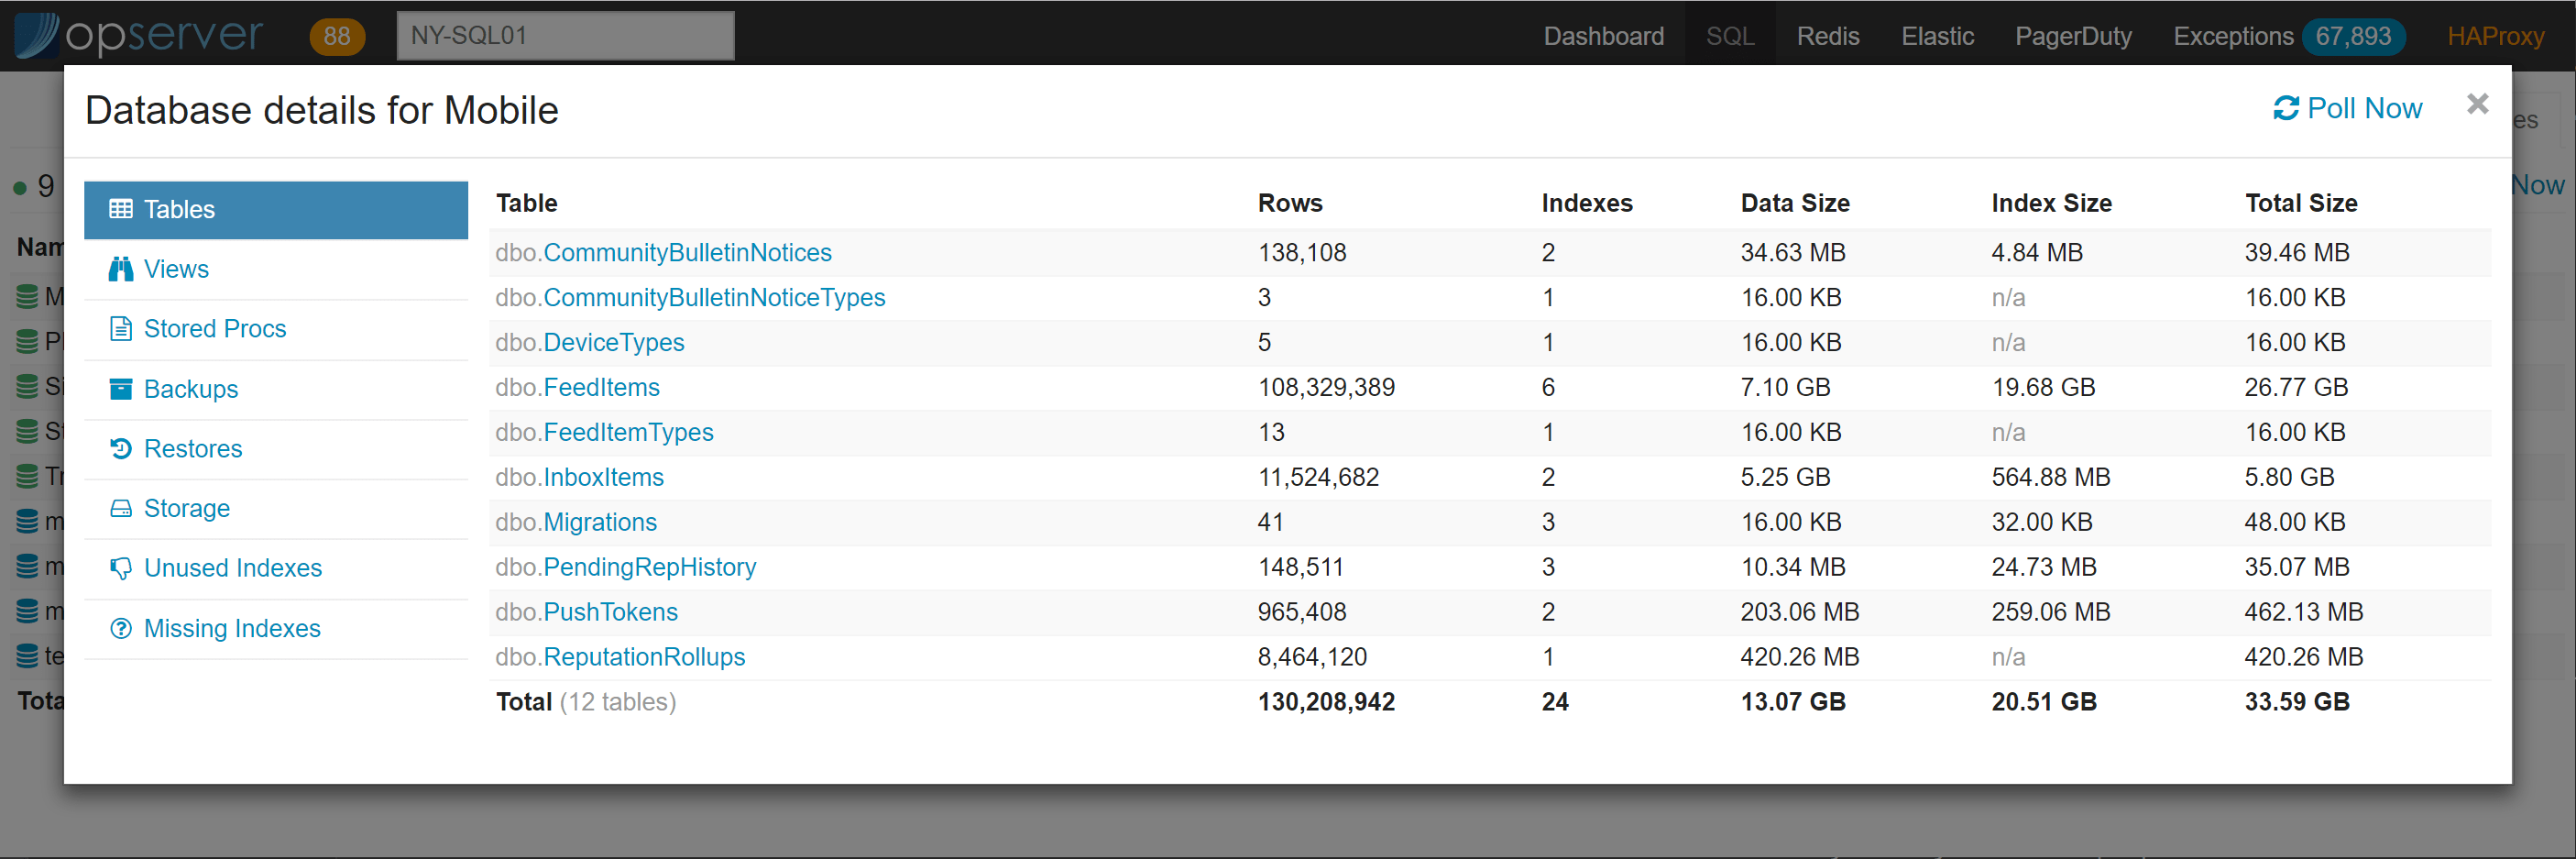 opserver 88 NY-SQL01 Dashboard SQL Redis Elastic PagerDuty Exceptions 67,893 HAProxy
Database details for Mobile Poll Now ×
Tables
Views
Stored Procs
Backups
Restores
Storage
Unused Indexes
Missing Indexes
Table Rows Indexes Data Size Index Size Total Size
dbo.CommunityBulletinNotices 138,108 2 34.63 MB 4.84 MB 39.46 MB
dbo.CommunityBulletinNoticeTypes 3 1 16.00 KB n/a 16.00 KB
dbo.DeviceTypes 5 1 16.00 KB n/a 16.00 KB
dbo.FeedItems 108,329,389 6 7.10 GB 19.68 GB 26.77 GB
dbo.FeedItemTypes 13 1 16.00 KB n/a 16.00 KB
dbo.InboxItems 11,524,682 2 5.25 GB 564.88 MB 5.80 GB
dbo.Migrations 41 3 16.00 KB 32.00 KB 48.00 KB
dbo.PendingRepHistory 148,511 3 10.34 MB 24.73 MB 35.07 MB
dbo.PushTokens 965,408 2 203.06 MB 259.06 MB 462.13 MB
dbo.ReputationRollups 8,464,120 1 420.26 MB n/a 420.26 MB
Total (12 tables) 130,208,942 24 13.07 GB 20.51 GB 33.59 GB
9
Now